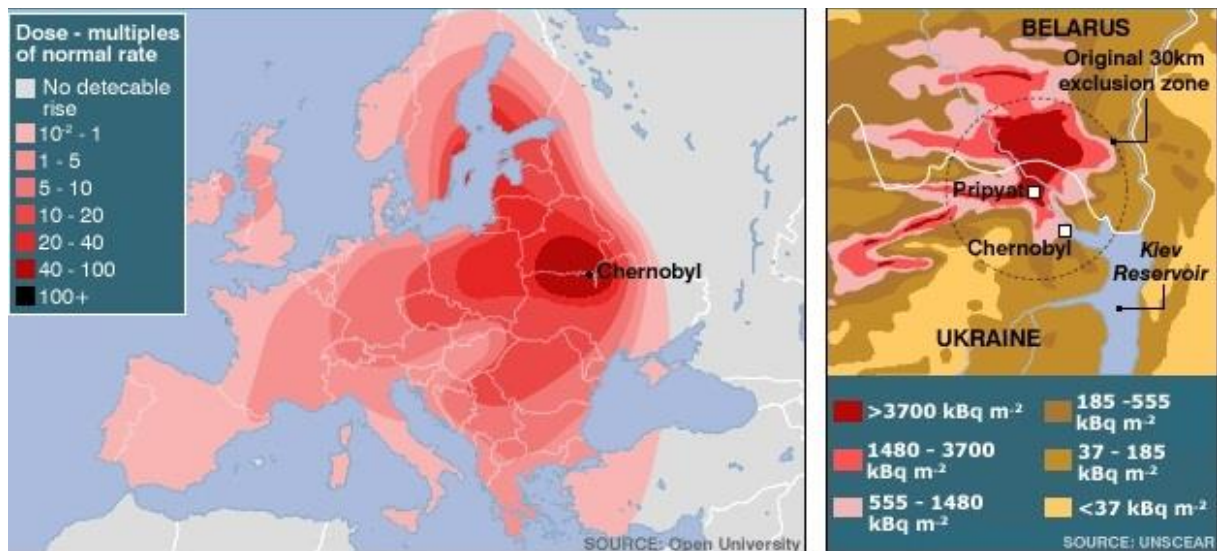 Dose - multiples
of normal rate
No detecable
rise
10-² - 1
1 - 5
5 - 10
10 - 20
20 - 40
40 - 100
100+
Chernobyl
SOURCE: Open University
BELARUS
Original 30km
exclusion zone
Pripyat
Chernobyl
Kiev
Reservoir
UKRAINE
>3700 kBq m-²
1480 - 3700
kBq m-²
555 - 1480
kBq m-²
185 -555
kBq m-²
37 - 185
kBq m-²
<37 kBq m-²
SOURCE: UNSCEAR